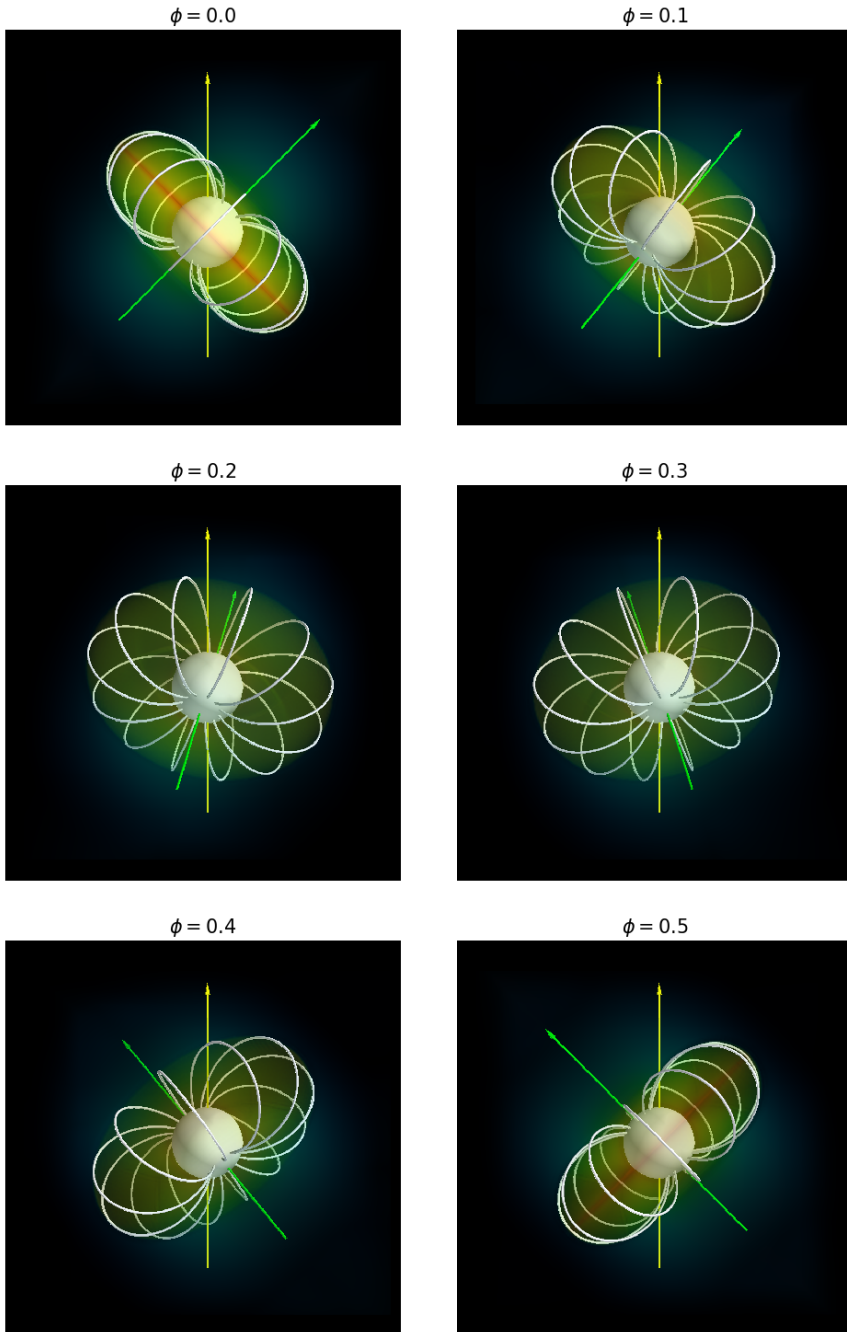 ϕ = 0.0
ϕ = 0.1
ϕ = 0.2
ϕ = 0.3
ϕ = 0.4
ϕ = 0.5